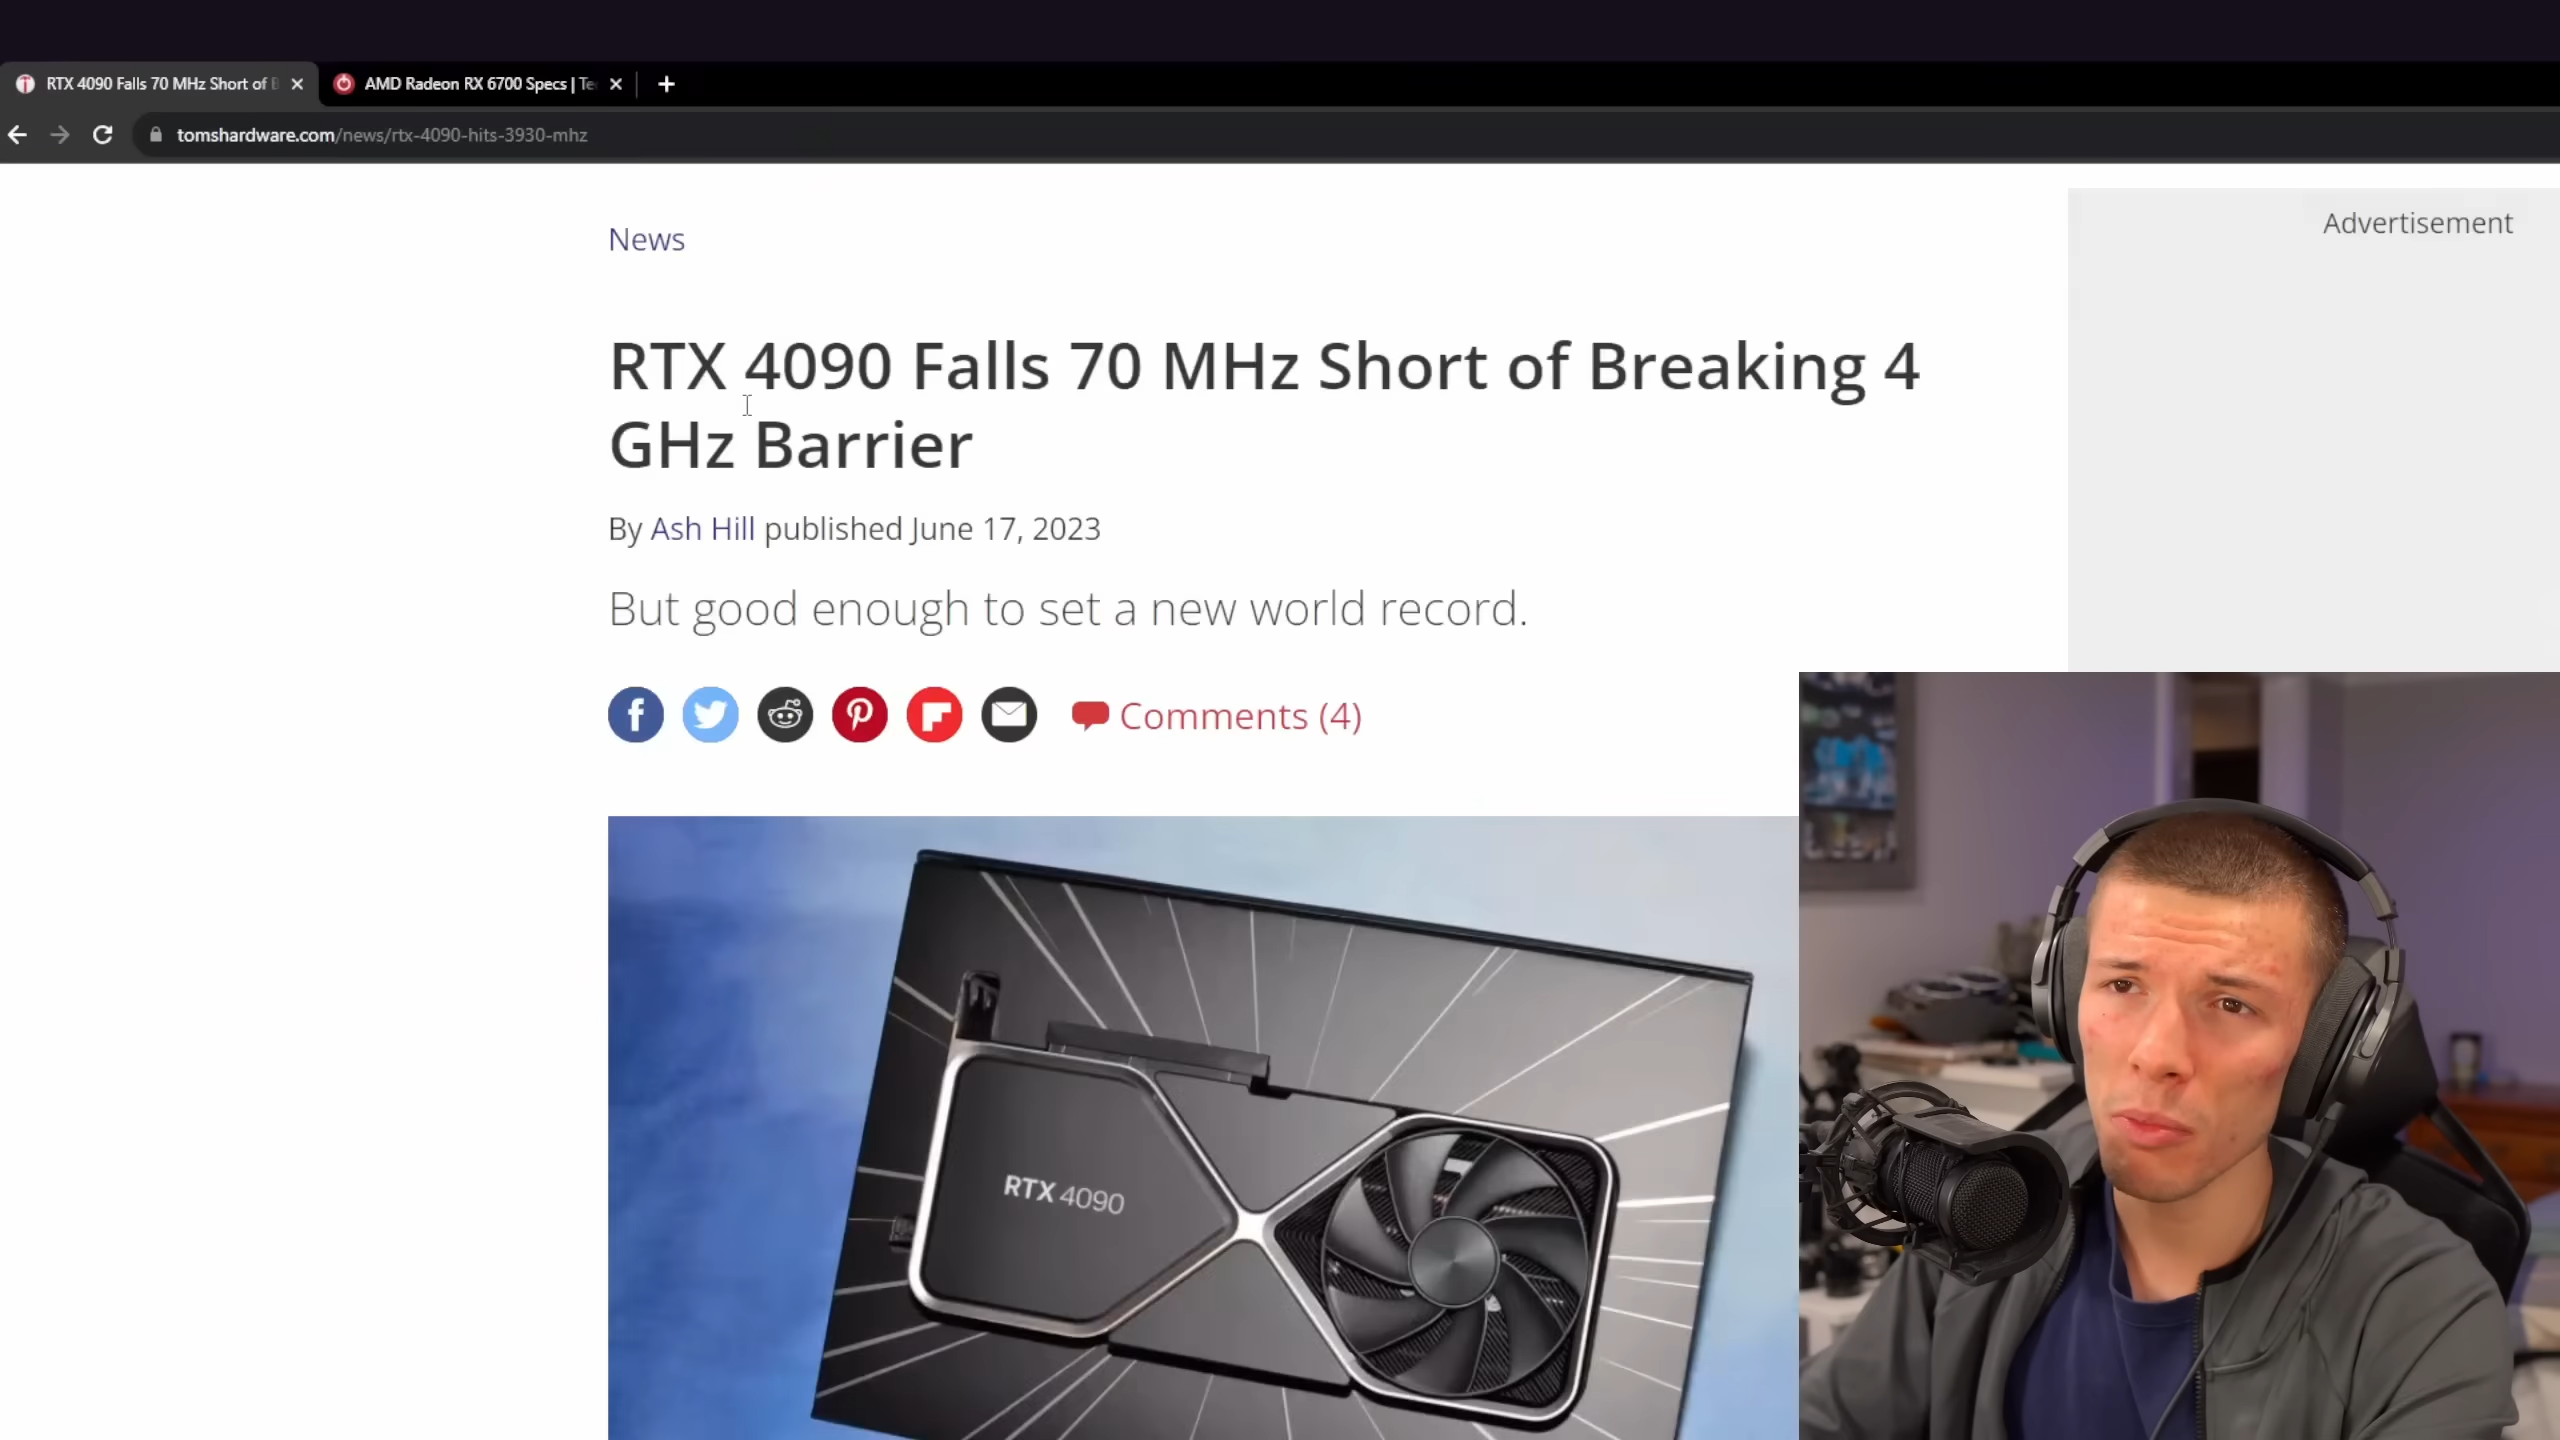 RTX 4090 Falls 70 MHz Short of B
AMD Radeon RX 6700 Specs | Te
tomshardware.com/news/rtx-4090-hits-3930-mhz
Advertisement
News
RTX 4090 Falls 70 MHz Short of Breaking 4
GHz Barrier
By Ash Hill published June 17, 2023
But good enough to set a new world record.
Comments (4)
RTX 4090